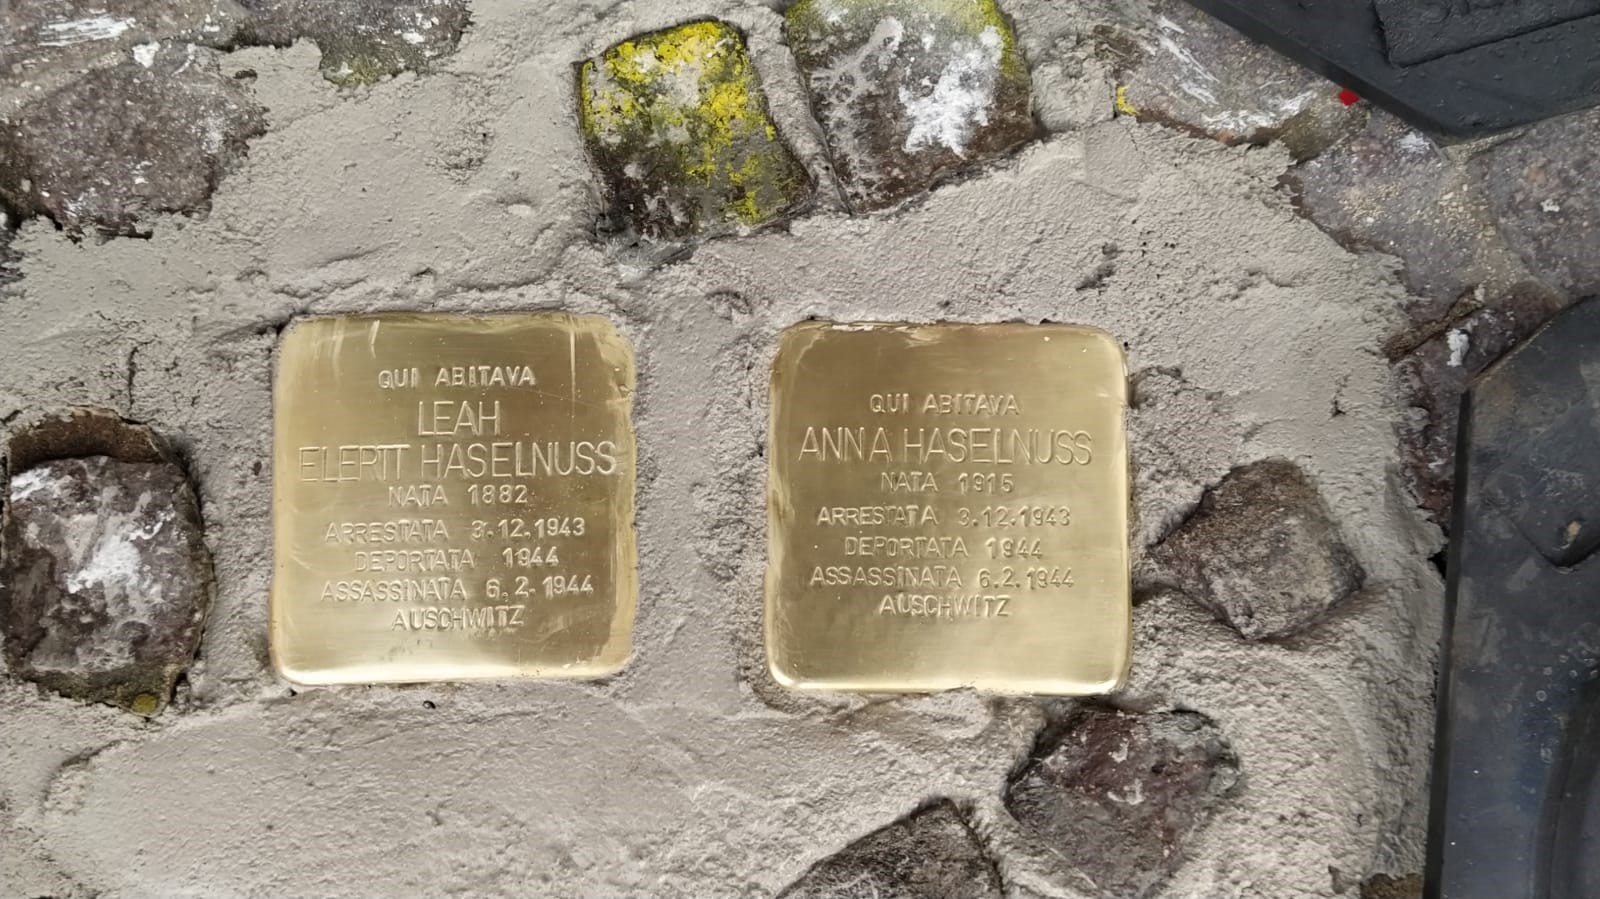 QUI ABITAVA
LEAH
ELERTT HASELNUSS
NATA 1882
ARRESTATA 3.12.1943
DEPORTATA 1944
ASSASSINATA 6.2.1944
AUSCHWITZ
QUI ABITAVA
ANNA HASELNUSS
NATA 1915
ARRESTATA 3.12.1943
DEPORTATA 1944
ASSASSINATA 6.2.1944
AUSCHWITZ